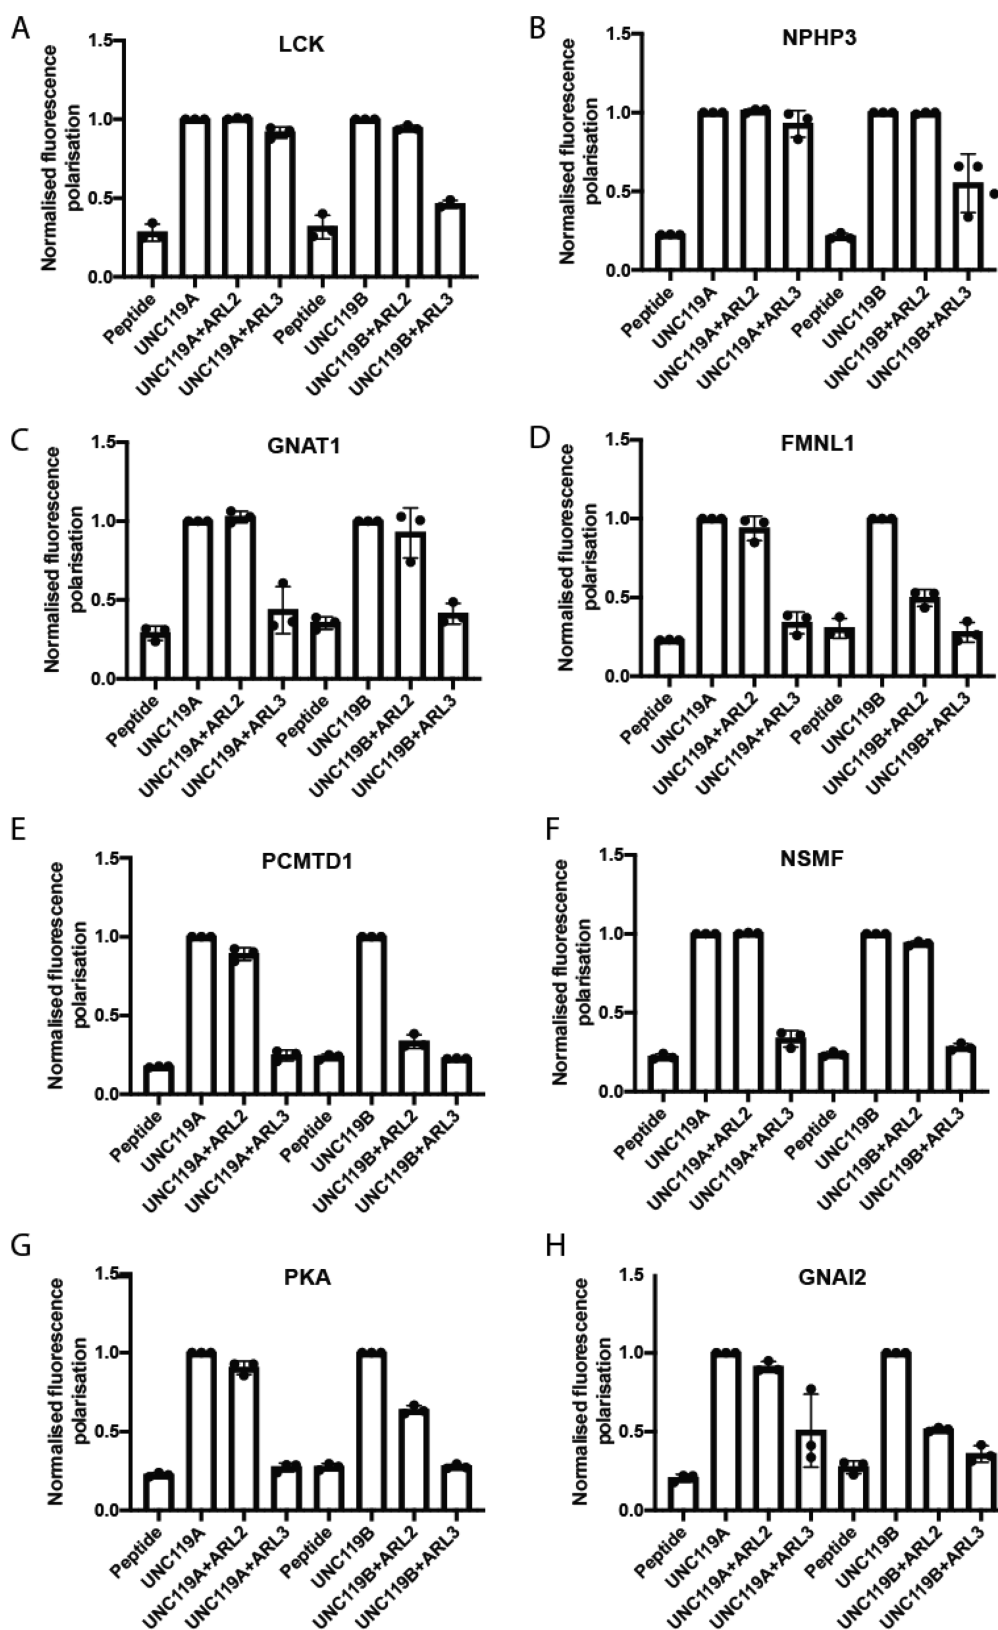 A
LCK
Normalised fluorescence
polarisation
1.5
1.0
0.5
0.0
Peptide
UNC119A
UNC119A+ARL2
UNC119A+ARL3
Peptide
UNC119B
UNC119B+ARL2
UNC119B+ARL3
B
NPHP3
Normalised fluorescence
polarisation
1.5
1.0
0.5
0.0
Peptide
UNC119A
UNC119A+ARL2
UNC119A+ARL3
Peptide
UNC119B
UNC119B+ARL2
UNC119B+ARL3
C
GNAT1
Normalised fluorescence
polarisation
1.5
1.0
0.5
0.0
Peptide
UNC119A
UNC119A+ARL2
UNC119A+ARL3
Peptide
UNC119B
UNC119B+ARL2
UNC119B+ARL3
D
FMNL1
Normalised fluorescence
polarisation
1.5
1.0
0.5
0.0
Peptide
UNC119A
UNC119A+ARL2
UNC119A+ARL3
Peptide
UNC119B
UNC119B+ARL2
UNC119B+ARL3
E
PCMTD1
Normalised fluorescence
polarisation
1.5
1.0
0.5
0.0
Peptide
UNC119A
UNC119A+ARL2
UNC119A+ARL3
Peptide
UNC119B
UNC119B+ARL2
UNC119B+ARL3
F
NSMF
Normalised fluorescence
polarisation
1.5
1.0
0.5
0.0
Peptide
UNC119A
UNC119A+ARL2
UNC119A+ARL3
Peptide
UNC119B
UNC119B+ARL2
UNC119B+ARL3
G
PKA
Normalised fluorescence
polarisation
1.5
1.0
0.5
0.0
Peptide
UNC119A
UNC119A+ARL2
UNC119A+ARL3
Peptide
UNC119B
UNC119B+ARL2
UNC119B+ARL3
H
GNAI2
Normalised fluorescence
polarisation
1.5
1.0
0.5
0.0
Peptide
UNC119A
UNC119A+ARL2
UNC119A+ARL3
Peptide
UNC119B
UNC119B+ARL2
UNC119B+ARL3